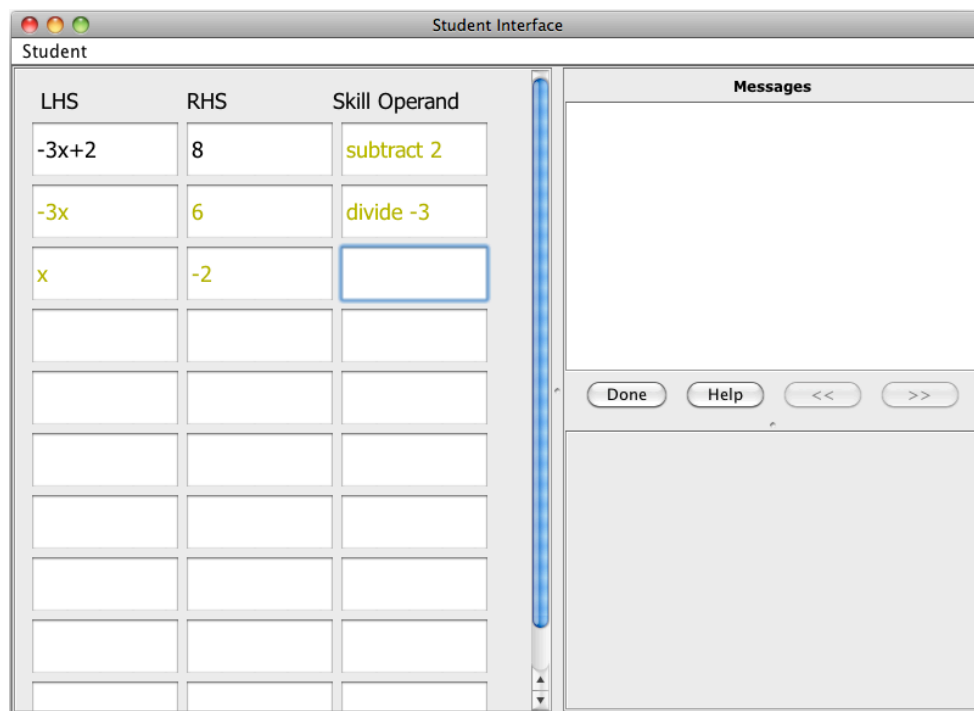 Student Interface
Student
LHS RHS Skill Operand
-3x+2 8 subtract 2
-3x 6 divide -3
x -2
Messages
Done Help << >>